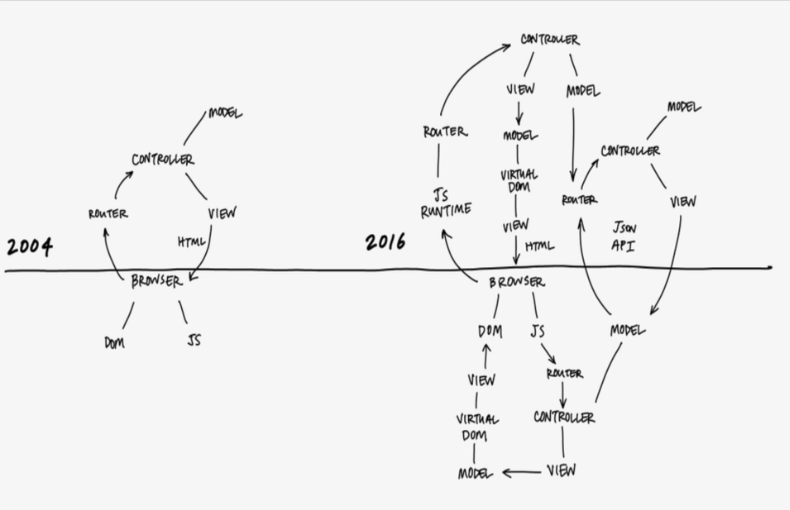 2004
MODEL
CONTROLLER
ROUTER
VIEW
HTML
BROWSER
DOM
JS
2016
CONTROLLER
VIEW
MODEL
ROUTER
MODEL
VIRTUAL
DOM
JS
RUNTIME
VIEW
HTML
MODEL
CONTROLLER
ROUTER
VIEW
JSON
API
BROWSER
DOM
JS
MODEL
VIEW
ROUTER
VIRTUAL
DOM
CONTROLLER
MODEL
VIEW